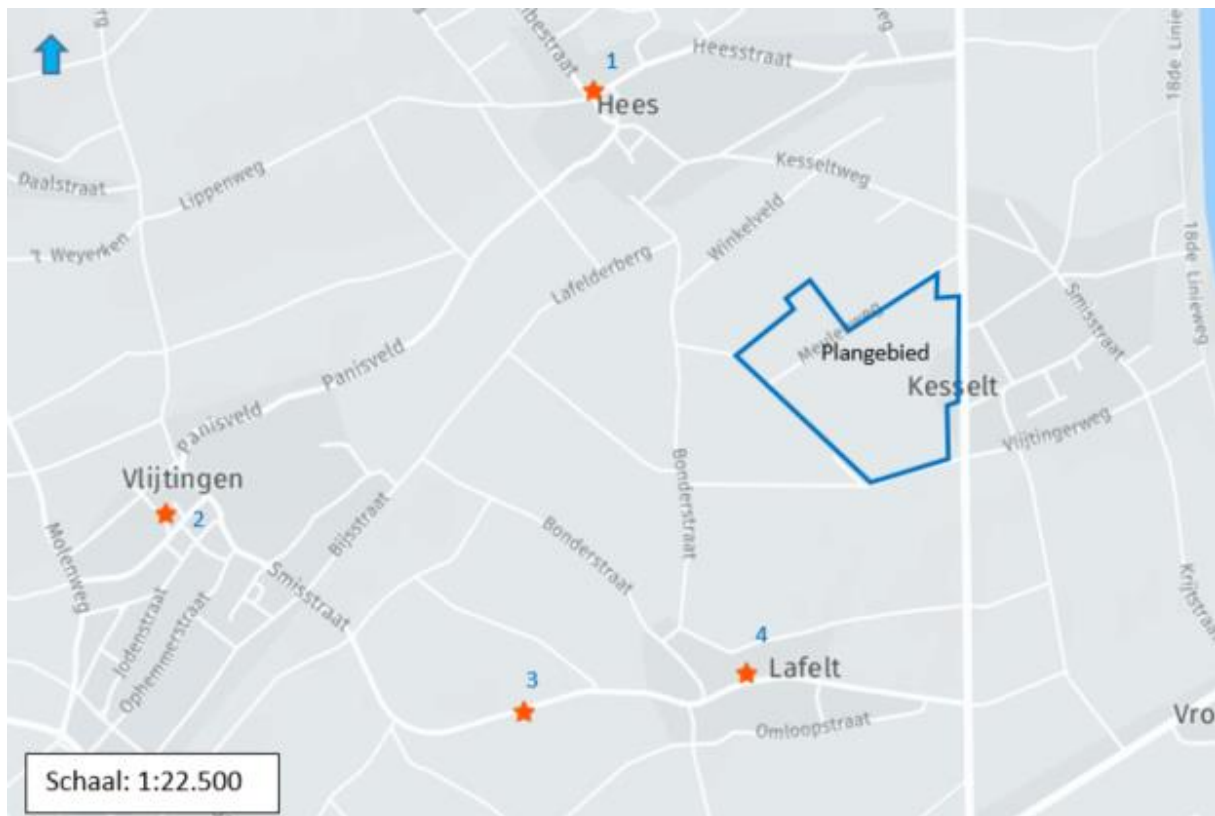 18de Linie
1
Heesstraat
Hees
Daalstraat
Lippenweg
Kesseltweg
't Weyerken
Winkelveld
Lafelderberg
18de Linieweg
Smisstraat
Panisveld
Plangebied
Kesselt
Panisveld
Vlijtingerweg
Vlijtingen
2
Bonderstraat
Bijsstraat
Molenweg
Smisstraat
Bonderstraat
Jodenstraat
Ophemmerstraat
Krijtstraa
4
Lafelt
3
Omloopstraat
Vro
Schaal: 1:22.500